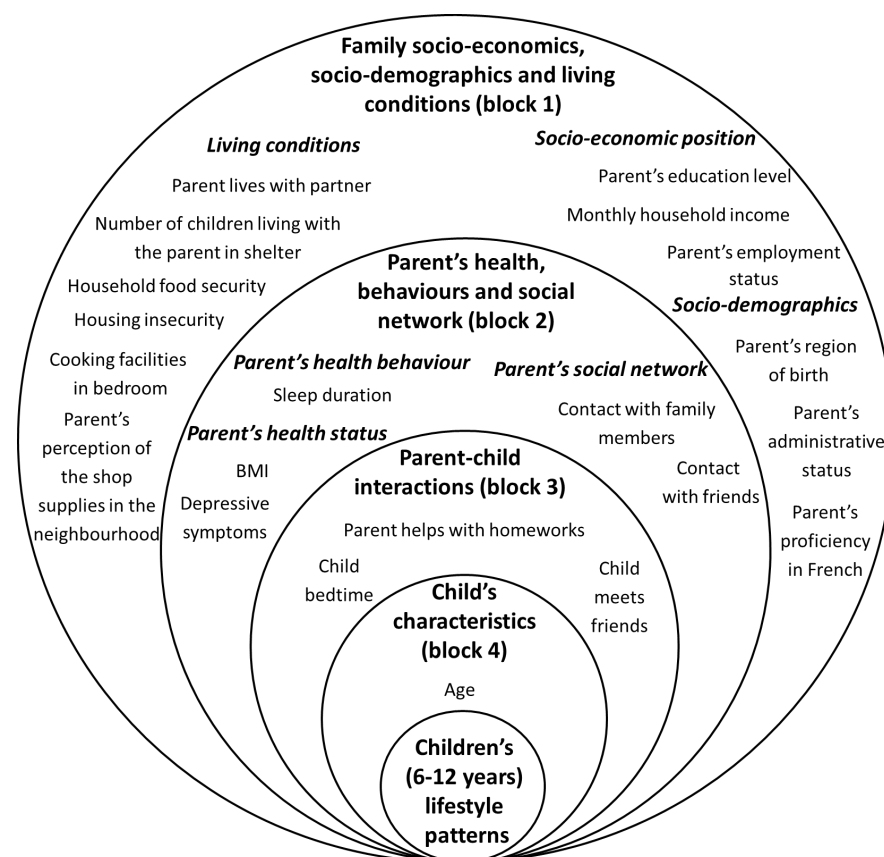 Family socio-economics,
socio-demographics and living
conditions (block 1)
Living conditions
Parent lives with partner
Number of children living with
the parent in shelter
Household food security
Housing insecurity
Cooking facilities
in bedroom
Parent's
perception of
the shop
supplies in the
neighbourhood
Socio-economic position
Parent's education level
Monthly household income
Parent's employment
status
Socio-demographics
Parent's region
of birth
Parent's
administrative
status
Parent's
proficiency
in French
Parent's health,
behaviours and social
network (block 2)
Parent's health behaviour
Sleep duration
Parent's health status
BMI
Depressive
symptoms
Parent's social network
Contact with family
members
Contact
with friends
Parent-child
interactions (block 3)
Parent helps with homeworks
Child
bedtime
Child
meets
friends
Child's
characteristics
(block 4)
Age
Children's
(6-12 years)
lifestyle
patterns